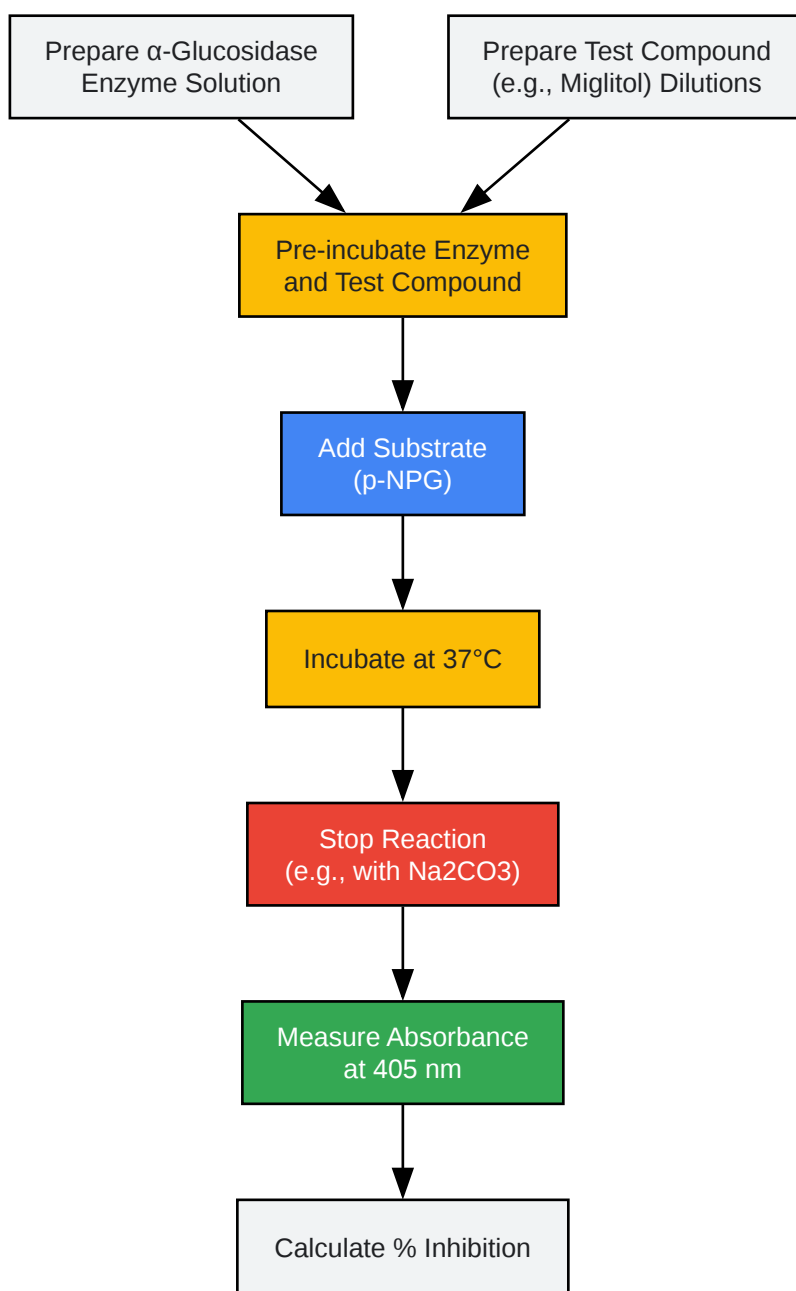 Prepare α-Glucosidase
Enzyme Solution
Prepare Test Compound
(e.g., Miglitol) Dilutions
Pre-incubate Enzyme
and Test Compound
Add Substrate
(p-NPG)
Incubate at 37°C
Stop Reaction
(e.g., with Na2CO3)
Measure Absorbance
at 405 nm
Calculate % Inhibition